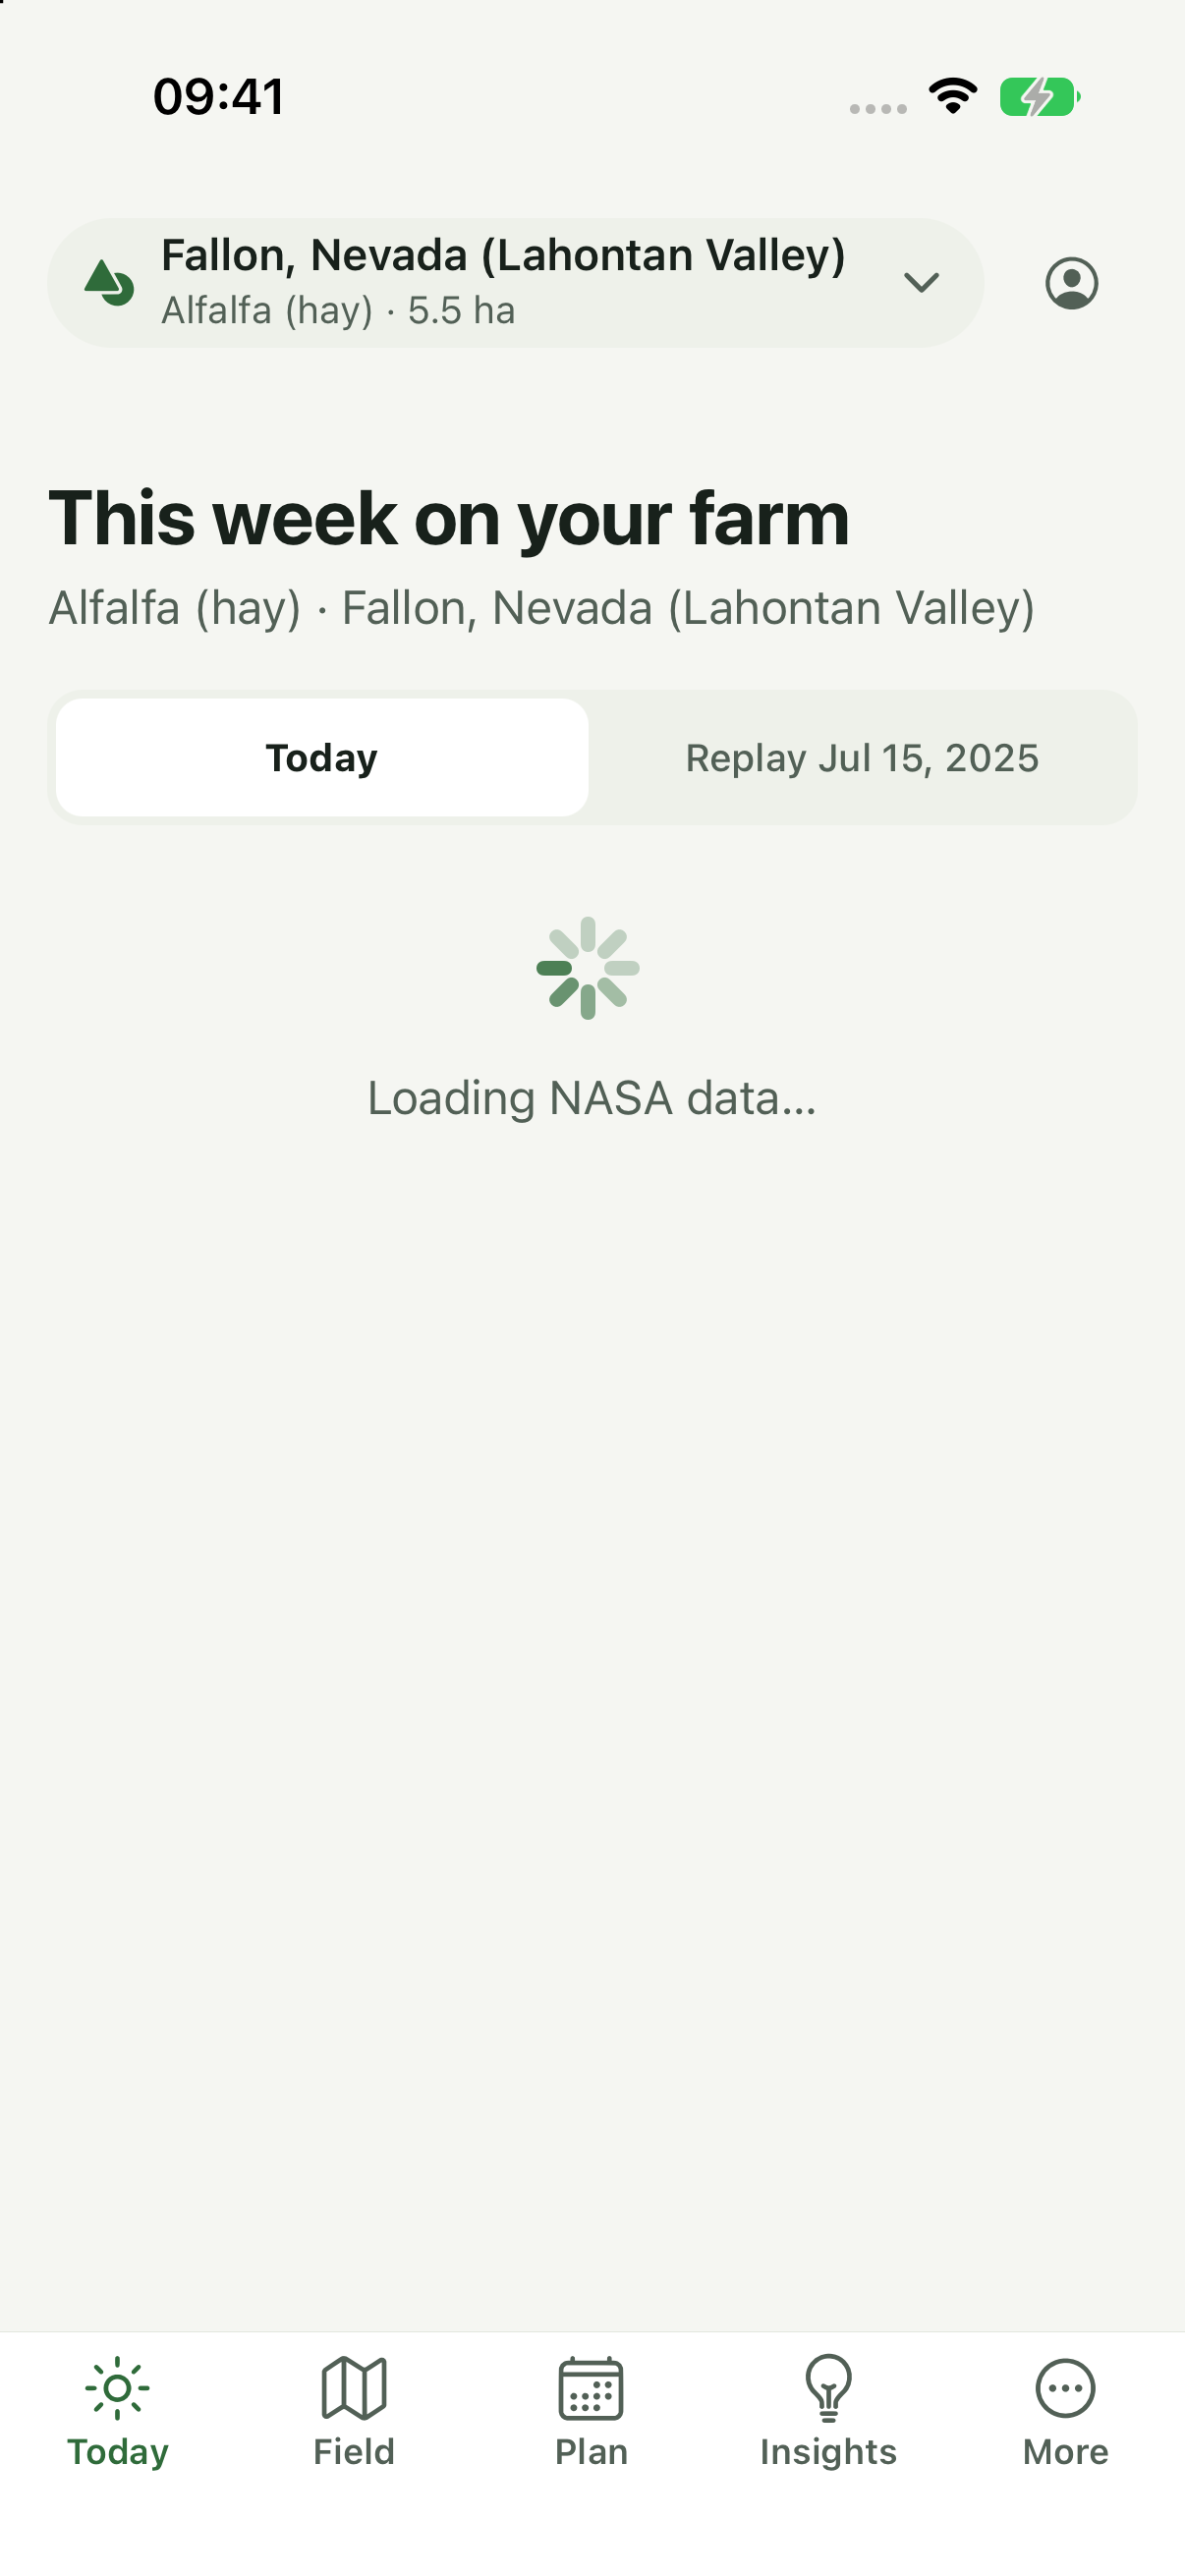 09:41
Fallon, Nevada (Lahontan Valley)
Alfalfa (hay) · 5.5 ha
This week on your farm
Alfalfa (hay) · Fallon, Nevada (Lahontan Valley)
Today
Replay Jul 15, 2025
Loading NASA data...
Today
Field
Plan
Insights
More